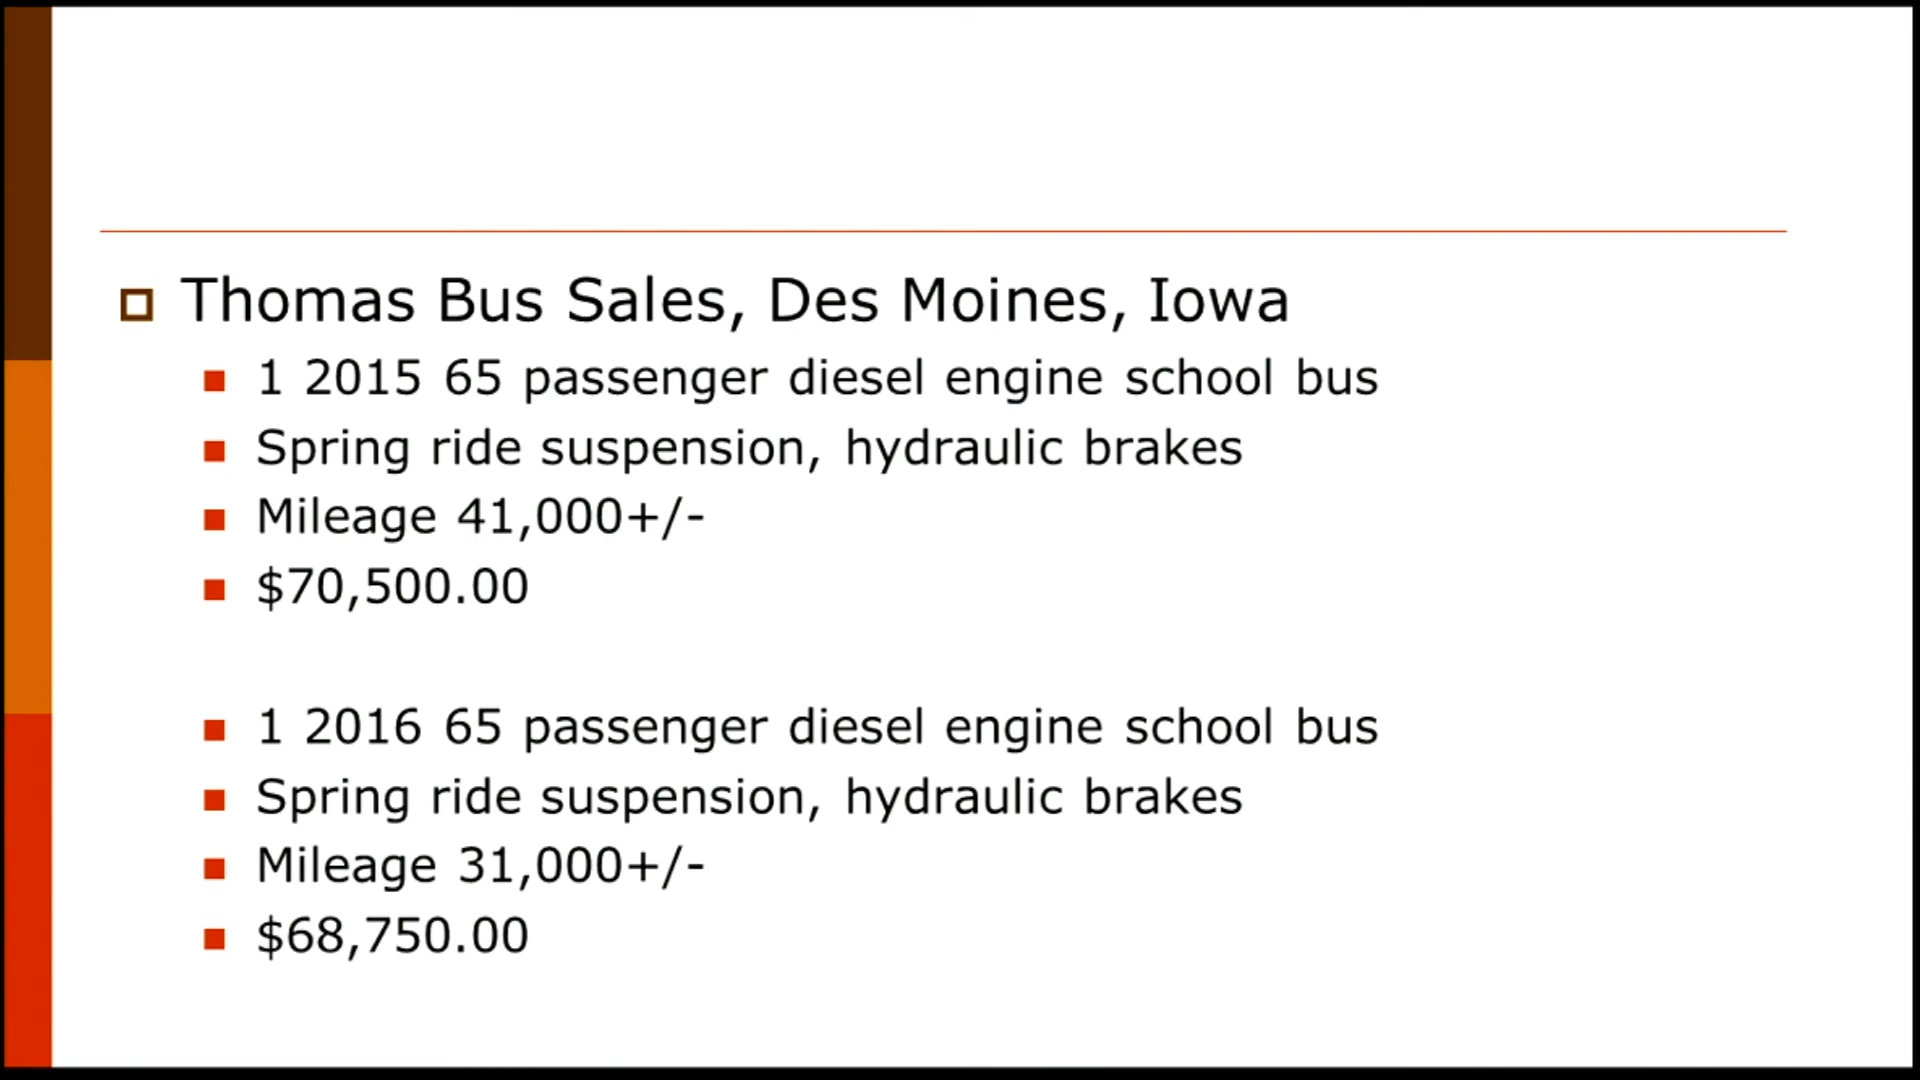 Thomas Bus Sales, Des Moines, Iowa
1 2015 65 passenger diesel engine school bus
Spring ride suspension, hydraulic brakes
Mileage 41,000+/-
$70,500.00
1 2016 65 passenger diesel engine school bus
Spring ride suspension, hydraulic brakes
Mileage 31,000+/-
$68,750.00